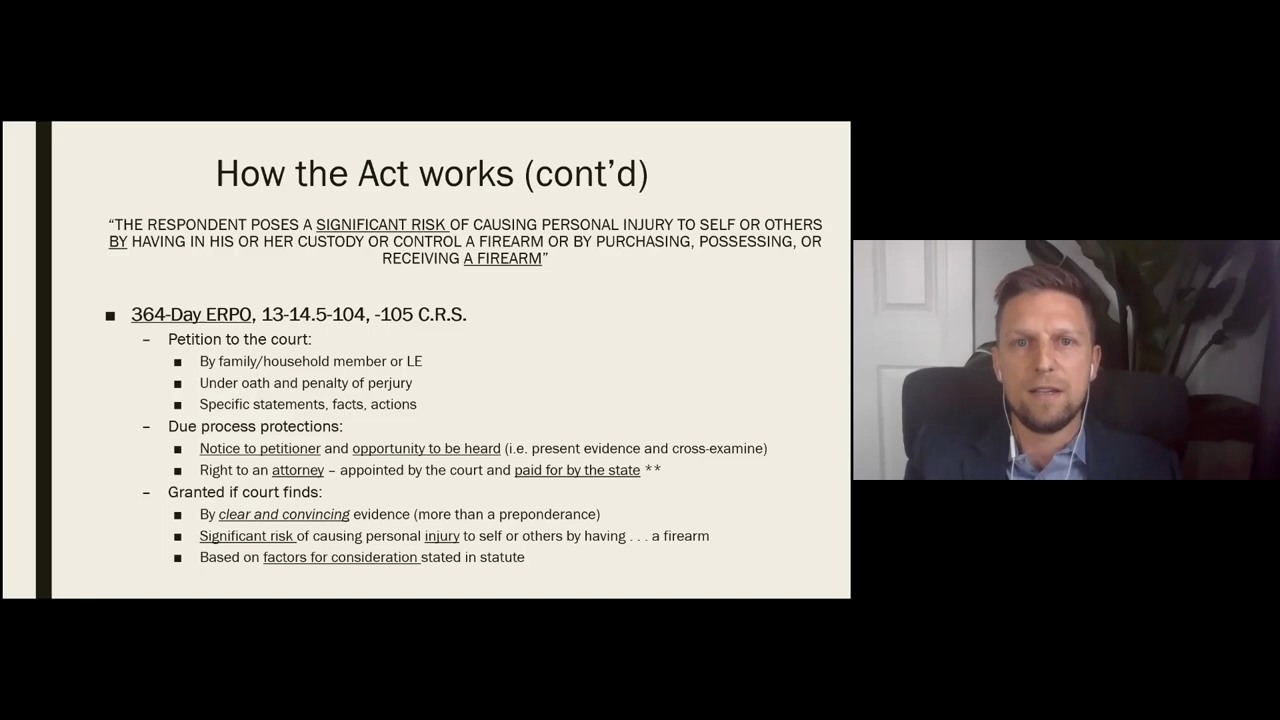 How the Act works (cont’d)
“THE RESPONDENT POSES A SIGNIFICANT RISK OF CAUSING PERSONAL INJURY TO SELF OR OTHERS
BY HAVING IN HIS OR HER CUSTODY OR CONTROL A FIREARM OR BY PURCHASING, POSSESSING, OR
RECEIVING A FIREARM”
■ 364-Day ERPO, 13-14.5-104, -105 C.R.S.
– Petition to the court:
■ By family/household member or LE
■ Under oath and penalty of perjury
■ Specific statements, facts, actions
– Due process protections:
■ Notice to petitioner and opportunity to be heard (i.e. present evidence and cross-examine)
■ Right to an attorney – appointed by the court and paid for by the state **
– Granted if court finds:
■ By clear and convincing evidence (more than a preponderance)
■ Significant risk of causing personal injury to self or others by having . . . a firearm
■ Based on factors for consideration stated in statute